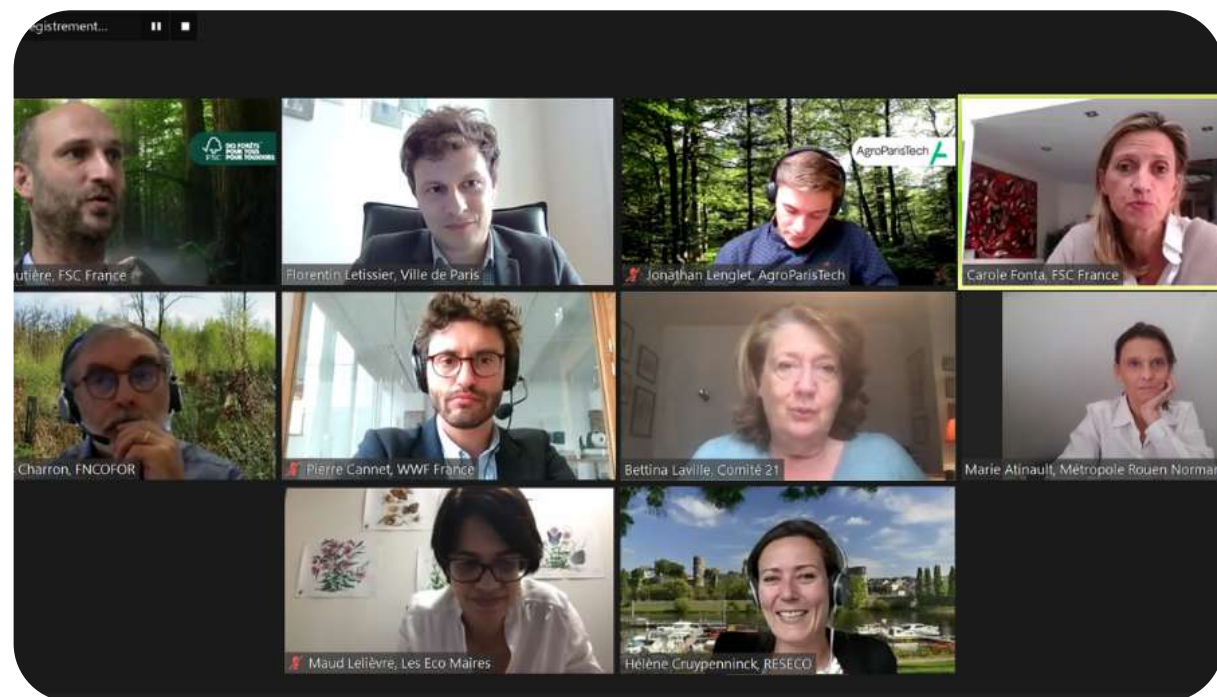 egistrement...
FSC
DES FORÊTS
POUR TOUS
POUR TOUJOURS
AgroParisTech
utière, FSC France
Florentin Letissier, Ville de Paris
Jonathan Lenglet, AgroParisTech
Carole Fonta, FSC France
Charron, FNCOFOR
Pierre Cannet, WWF France
Bettina Laville, Comité 21
Marie Atinault, Métropole Rouen Norman
Maud Lelièvre, Les Eco Maires
Hélène Cruypenninck, RESECO